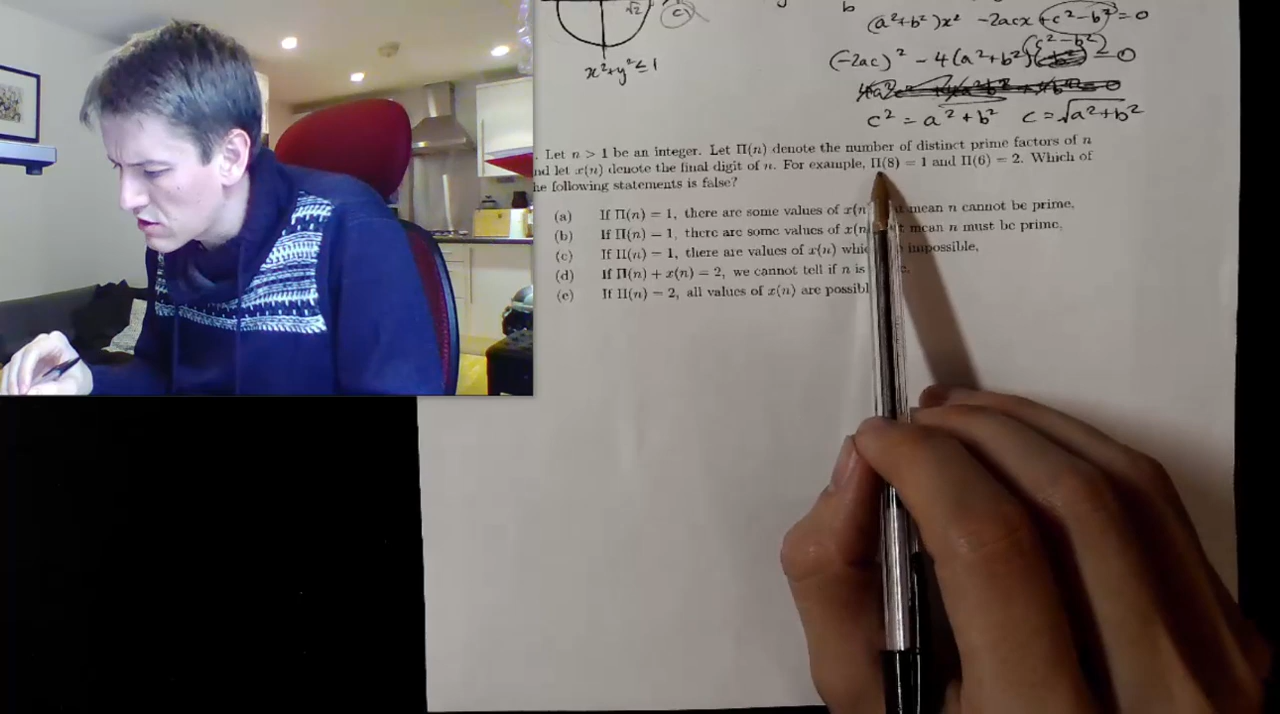 √2
(c)
x²+y²≤1
b
(a²+b²)x² -2acx +c²-b²=0
(c²-b²)
(-2ac)² - 4(a²+b²) =0
c² = a²+b² c=√a²+b²
. Let n > 1 be an integer. Let Π(n) denote the number of distinct prime factors of n
nd let x(n) denote the final digit of n. For example, Π(8) = 1 and Π(6) = 2. Which of
he following statements is false?
(a) If Π(n) = 1, there are some values of x(n) mean n cannot be prime,
(b) If Π(n) = 1, there are some values of x(n) mean n must be prime,
(c) If Π(n) = 1, there are values of x(n) impossible,
(d) If Π(n) + x(n) = 2, we cannot tell if n is
(e) If Π(n) = 2, all values of x(n) are